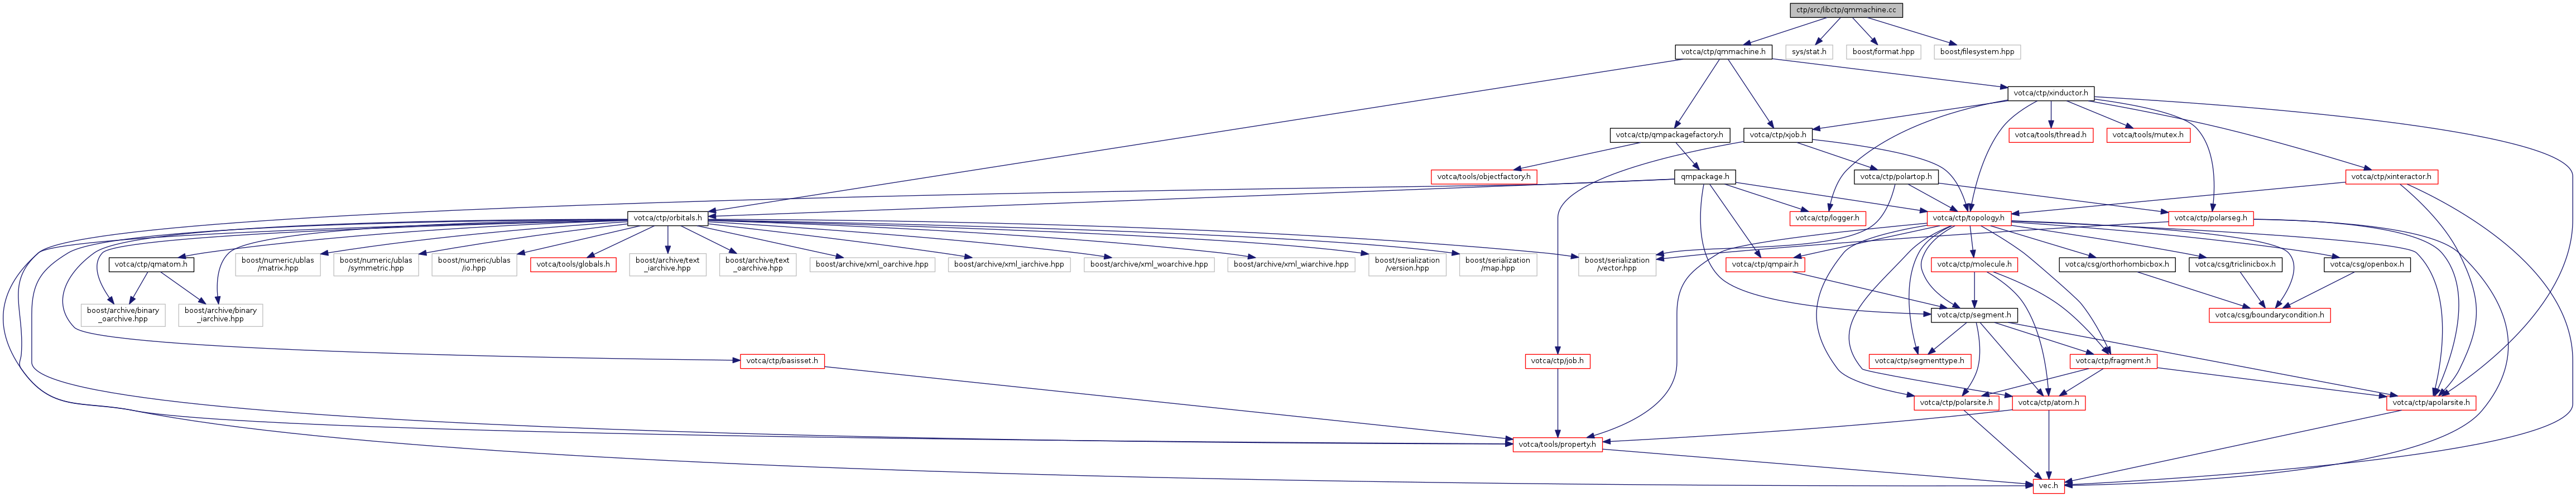 ctp/src/libctp/qmmachine.cc
votca/ctp/qmmachine.h
sys/stat.h
boost/format.hpp
boost/filesystem.hpp
votca/ctp/xinductor.h
votca/ctp/qmpackagefactory.h
votca/ctp/xjob.h
votca/tools/thread.h
votca/tools/mutex.h
votca/tools/objectfactory.h
qmpackage.h
votca/ctp/polartop.h
votca/ctp/xinteractor.h
votca/ctp/orbitals.h
votca/ctp/logger.h
votca/ctp/topology.h
votca/ctp/polarseg.h
votca/ctp/qmatom.h
boost/numeric/ublas
/matrix.hpp
boost/numeric/ublas
/symmetric.hpp
boost/numeric/ublas
/io.hpp
votca/tools/globals.h
boost/archive/text
_iarchive.hpp
boost/archive/text
_oarchive.hpp
boost/archive/xml_oarchive.hpp
boost/archive/xml_iarchive.hpp
boost/archive/xml_woarchive.hpp
boost/archive/xml_wiarchive.hpp
boost/serialization
/version.hpp
boost/serialization
/map.hpp
boost/serialization
/vector.hpp
votca/ctp/qmpair.h
votca/ctp/molecule.h
votca/csg/orthorhombicbox.h
votca/csg/triclinicbox.h
votca/csg/openbox.h
boost/archive/binary
_oarchive.hpp
boost/archive/binary
_iarchive.hpp
votca/ctp/segment.h
votca/csg/boundarycondition.h
votca/ctp/basisset.h
votca/ctp/job.h
votca/ctp/segmenttype.h
votca/ctp/fragment.h
votca/ctp/polarsite.h
votca/ctp/atom.h
votca/ctp/apolarsite.h
votca/tools/property.h
vec.h